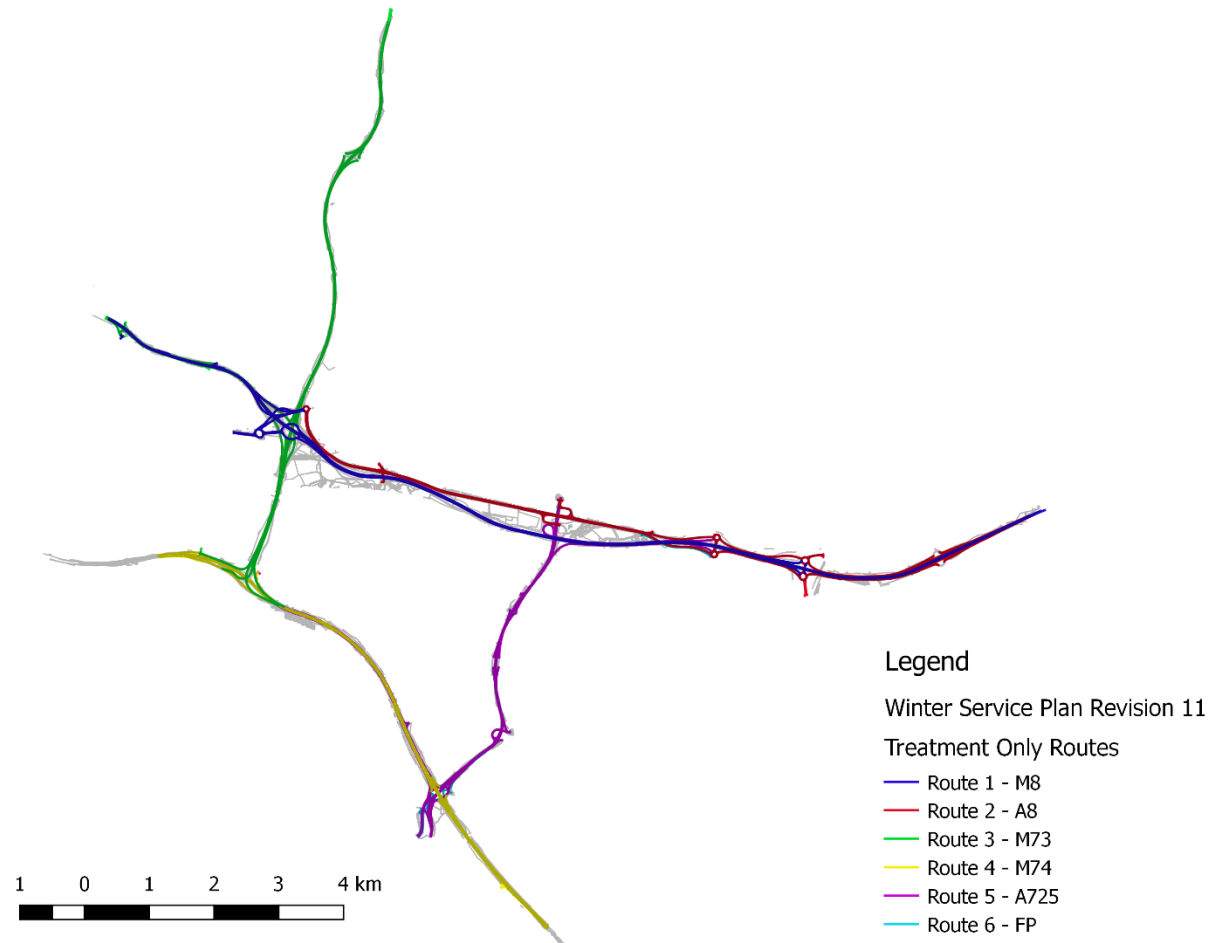 Legend
Winter Service Plan Revision 11
Treatment Only Routes
Route 1 - M8
Route 2 - A8
Route 3 - M73
Route 4 - M74
Route 5 - A725
Route 6 - FP
1 0 1 2 3 4 km